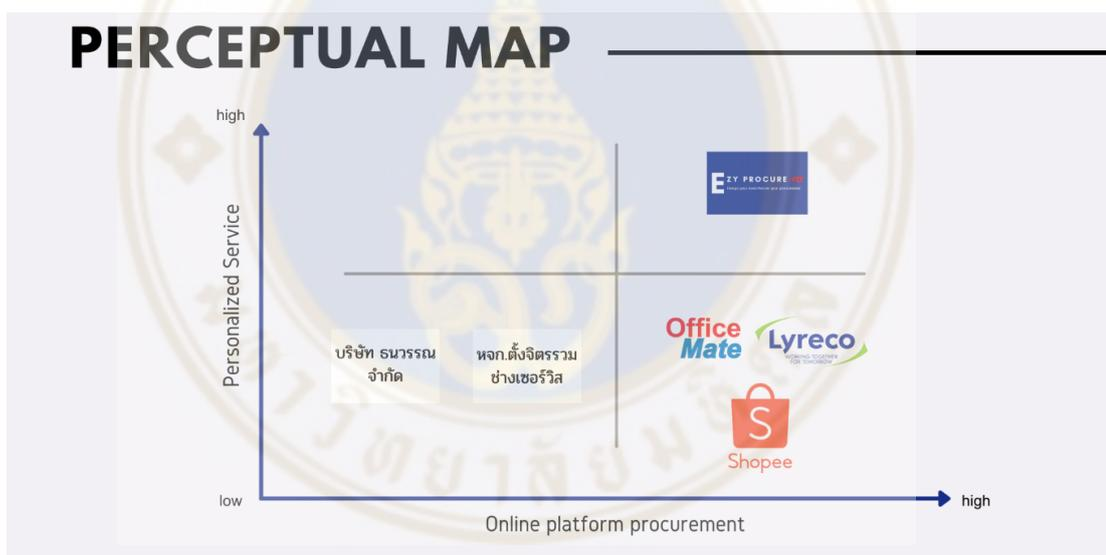 PERCEPTUAL MAP
high
Personalized Service
EZY PROCURE
Office
Mate
Lyreco
WORKING TOGETHER
FOR TOMORROW
บริษัท ธนวรรณ
จำกัด
หจก.ตั้งจิตรรวม
ช่างเซอร์วิส
S
Shopee
low
high
Online platform procurement